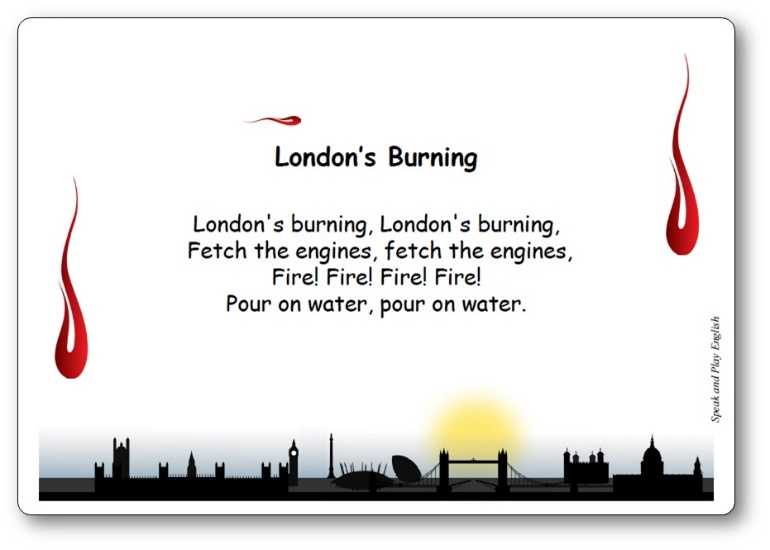 London's Burning
London's burning, London's burning,
Fetch the engines, fetch the engines,
Fire! Fire! Fire! Fire!
Pour on water, pour on water.
Speak and Play English